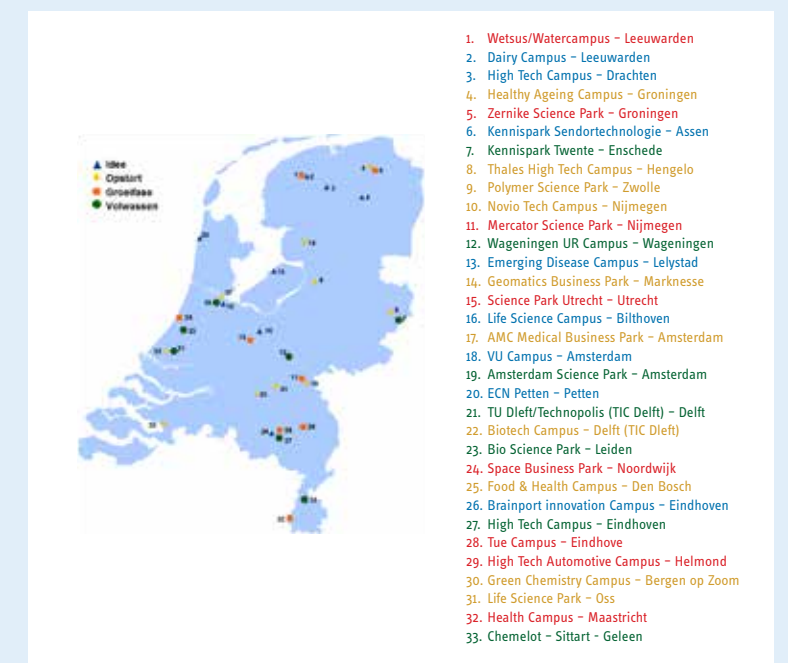 Idee
Opstart
Groeifase
Volwassen
1. Wetsus/Watercampus – Leeuwarden
2. Dairy Campus – Leeuwarden
3. High Tech Campus – Drachten
4. Healthy Ageing Campus – Groningen
5. Zernike Science Park – Groningen
6. Kennispark Sendortechnologie – Assen
7. Kennispark Twente – Enschede
8. Thales High Tech Campus – Hengelo
9. Polymer Science Park – Zwolle
10. Novio Tech Campus – Nijmegen
11. Mercator Science Park – Nijmegen
12. Wageningen UR Campus – Wageningen
13. Emerging Disease Campus – Lelystad
14. Geomatics Business Park – Marknesse
15. Science Park Utrecht – Utrecht
16. Life Science Campus – Bilthoven
17. AMC Medical Business Park – Amsterdam
18. VU Campus – Amsterdam
19. Amsterdam Science Park – Amsterdam
20. ECN Petten – Petten
21. TU Dleft/Technopolis (TIC Delft) – Delft
22. Biotech Campus – Delft (TIC Dleft)
23. Bio Science Park – Leiden
24. Space Business Park – Noordwijk
25. Food & Health Campus – Den Bosch
26. Brainport innovation Campus – Eindhoven
27. High Tech Campus – Eindhoven
28. Tue Campus – Eindhove
29. High Tech Automotive Campus – Helmond
30. Green Chemistry Campus – Bergen op Zoom
31. Life Science Park – Oss
32. Health Campus – Maastricht
33. Chemelot – Sittart - Geleen